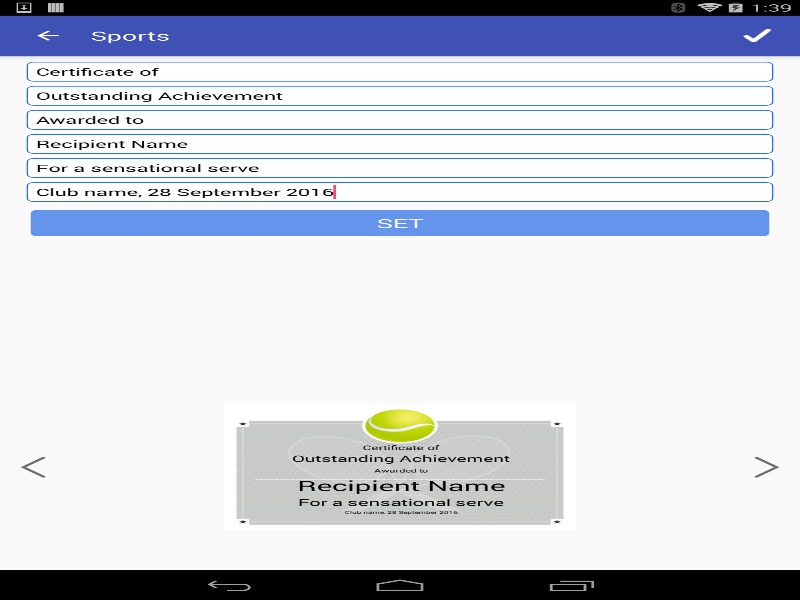 1:39
Sports
Certificate of
Outstanding Achievement
Awarded to
Recipient Name
For a sensational serve
Club name, 28 September 2016
SET
Certificate of
Outstanding Achievement
Awarded to
Recipient Name
For a sensational serve
Club name, 28 September 2016